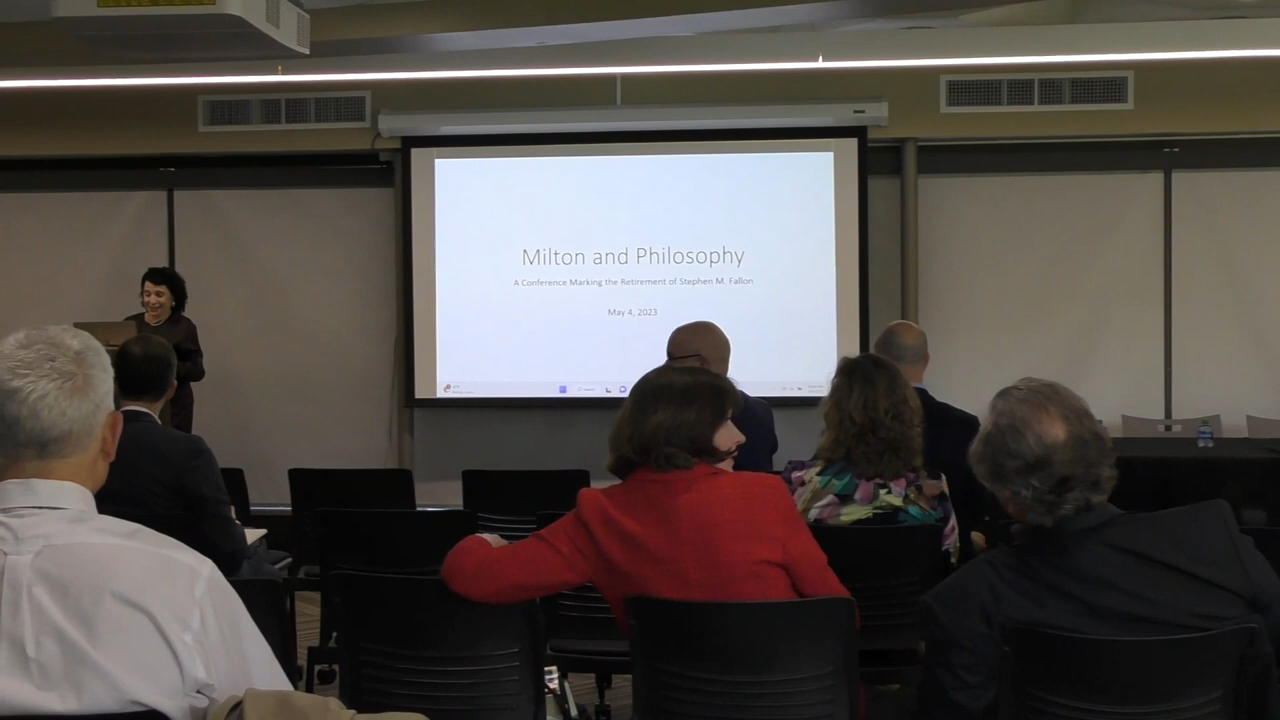 Milton and Philosophy
A Conference Marking the Retirement of Stephen M. Fallon
May 4, 2023